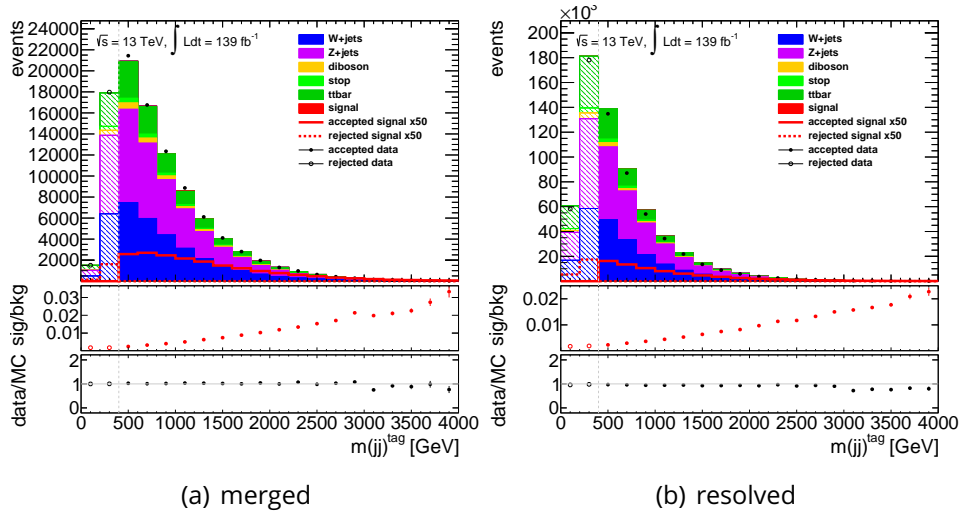 events
24000
22000
20000
18000
16000
14000
12000
10000
8000
6000
4000
2000
√s = 13 TeV, ∫ Ldt = 139 fb⁻¹
W+jets
Z+jets
diboson
stop
ttbar
signal
accepted signal x50
rejected signal x50
accepted data
rejected data
sig/bkg
0.03
0.02
0.01
data/MC
2
1
0
0 500 1000 1500 2000 2500 3000 3500 4000
m(jj)ᵗᵃᵍ [GeV]
(a) merged
events
×10³
200
180
160
140
120
100
80
60
40
20
0
√s = 13 TeV, ∫ Ldt = 139 fb⁻¹
W+jets
Z+jets
diboson
stop
ttbar
signal
accepted signal x50
rejected signal x50
accepted data
rejected data
sig/bkg
0.02
0.01
data/MC
2
1
0
0 500 1000 1500 2000 2500 3000 3500 4000
m(jj)ᵗᵃᵍ [GeV]
(b) resolved